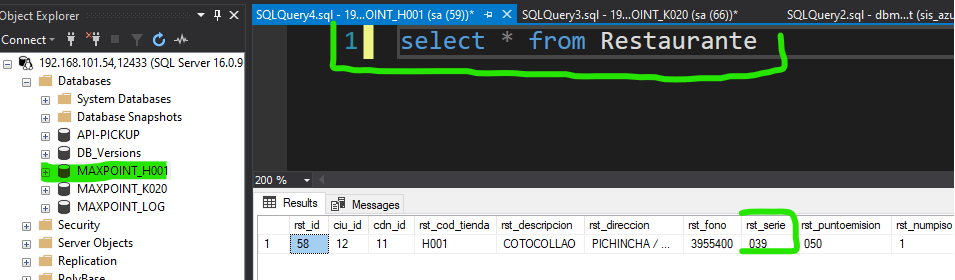 Object Explorer
Connect
192.168.101.54,12433 (SQL Server 16.0.9
Databases
System Databases
Database Snapshots
API-PICKUP
DB_Versions
MAXPOINT_H001
MAXPOINT_K020
MAXPOINT_LOG
Security
Server Objects
Replication
PolyBase
SQLQuery4.sql - 19...OINT_H001 (sa (59))* SQLQuery3.sql - 19...OINT_K020 (sa (66))* SQLQuery2.sql - dbm...t (sis_azu
1 select * from Restaurante
200 %
Results Messages
rst_id ciu_id cdn_id rst_cod_tienda rst_descripcion rst_direccion rst_fono rst_serie rst_puntoemision rst_numpiso
1 58 12 11 H001 COTOCOLLAO PICHINCHA / ... 3955400 039 050 1